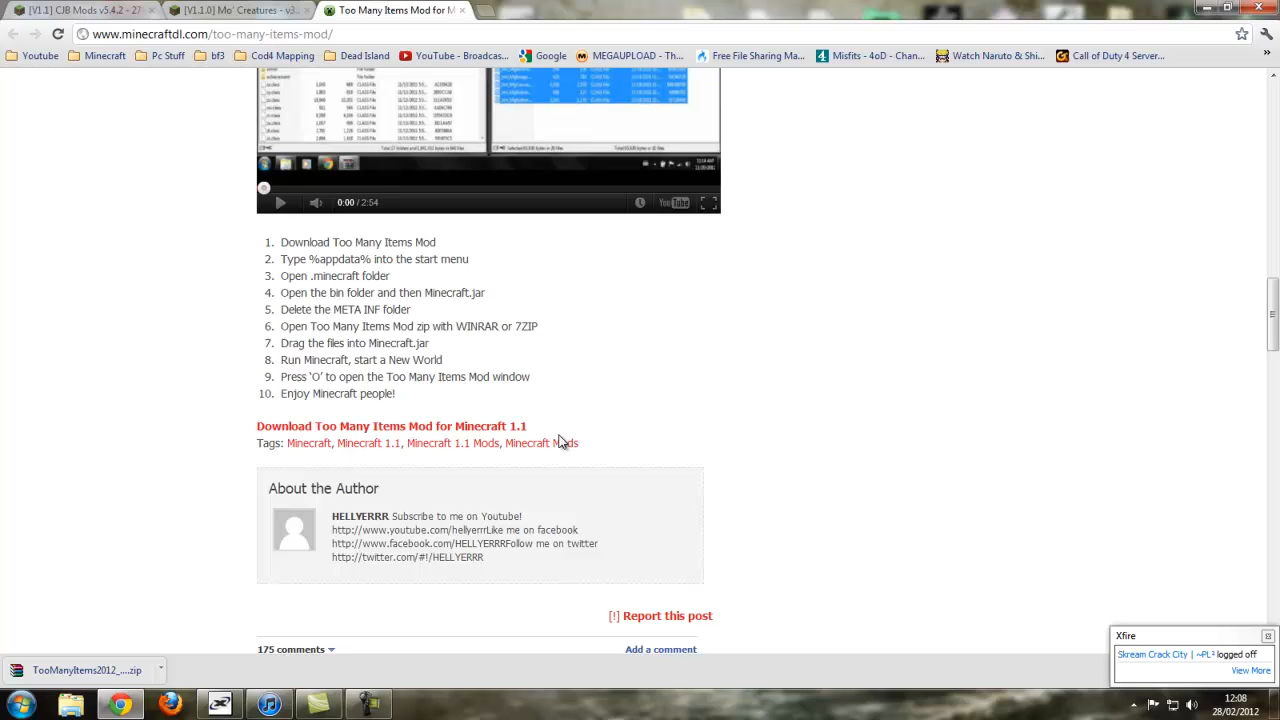 [V1.1] CJB Mods v5.4.2 - 27
[V1.1.0] Mo' Creatures - v3...
Too Many Items Mod for M
www.minecraftdl.com/too-many-items/
Youtube Minecraft Pc Stuff bf3 Cod4 Mapping Dead Island YouTube - Broadcas... Google MEGAUPLOAD - Th... Free File Sharing Ma... Misfits - 4oD - Chan... Watch Naruto & Shi... Call of Duty 4 Server...
0:00 / 2:54 YouTube
1. Download Too Many Items Mod
2. Type %appdata% into the start menu
3. Open .minecraft folder
4. Open the bin folder and then Minecraft.jar
5. Delete the META INF folder
6. Open Too Many Items Mod zip with WINRAR or 7ZIP
7. Drag the files into Minecraft.jar
8. Run Minecraft, start a New World
9. Press ‘O’ to open the Too Many Items Mod window
10. Enjoy Minecraft people!
Download Too Many Items Mod for Minecraft 1.1
Tags: Minecraft, Minecraft 1.1, Minecraft 1.1 Mods, Minecraft Mods
About the Author
HELLYERRR Subscribe to me on Youtube!
http://www.youtube.com/hellyerrrLike me on facebook
http://www.facebook.com/HELLYERRRFollow me on twitter
http://twitter.com/#!/HELLYERRR
[!] Report this post
175 comments
Add a comment
Xfire
Skream Crack City | ~PL² logged off
View More
TooManyItems2012_....zip
12:08
28/02/2012